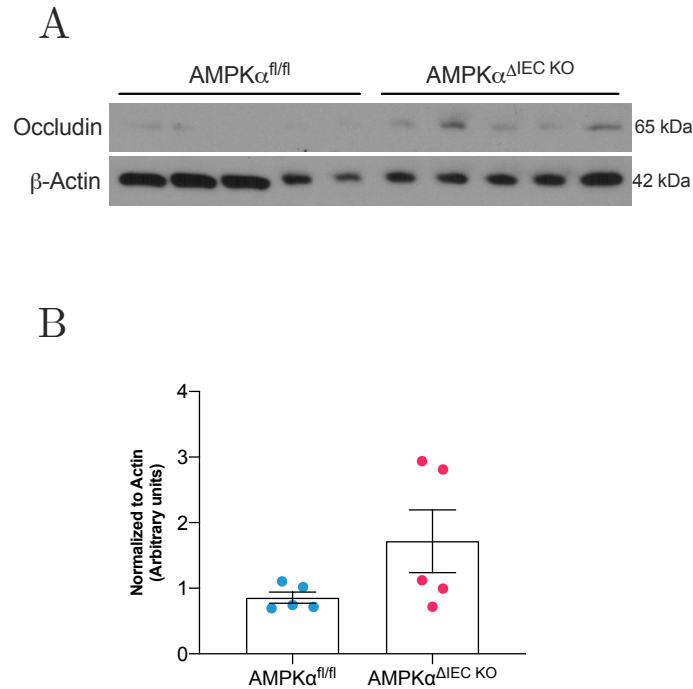 A
AMPKα^fl/fl AMPKα^ΔIEC KO
Occludin 65 kDa
β-Actin 42 kDa
B
4
3
2
1
0
Normalized to Actin
(Arbitrary units)
AMPKα^fl/fl AMPKα^ΔIEC KO